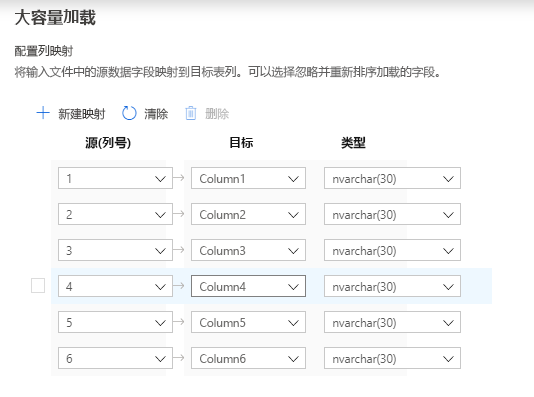 大容量加载
配置列映射
将输入文件中的源数据字段映射到目标表列。可以选择忽略并重新排序加载的字段。
新建映射 清除 删除
源(列号) 目标 类型
1 Column1 nvarchar(30)
2 Column2 nvarchar(30)
3 Column3 nvarchar(30)
4 Column4 nvarchar(30)
5 Column5 nvarchar(30)
6 Column6 nvarchar(30)